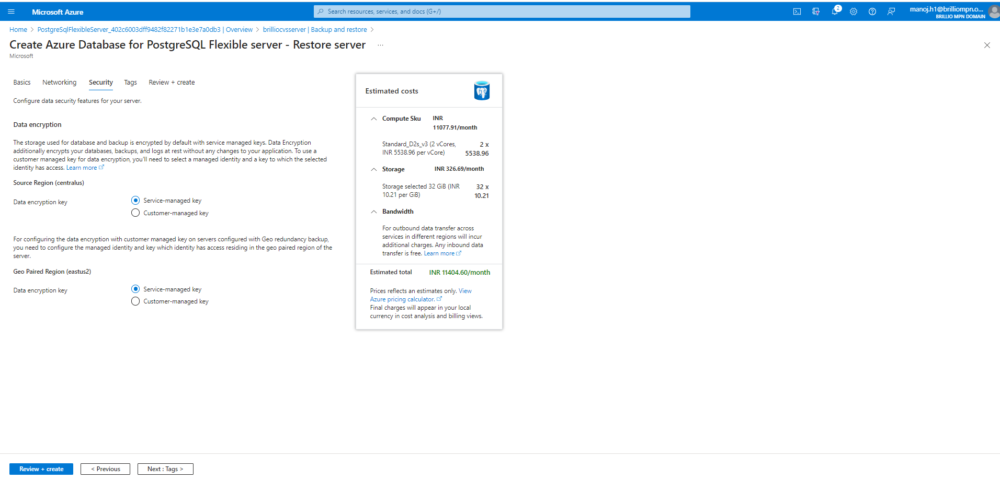 Microsoft Azure
Search resources, services, and docs (G+/)
2
manoj.h1@brilliompn.o...
BRILLIO MPN DOMAIN
Home > PostgreSqlFlexibleServer_402c6003dff9482f82271b1e3e7a0db3 | Overview > brilliocvsserver | Backup and restore >
Create Azure Database for PostgreSQL Flexible server - Restore server ...
Microsoft
Basics Networking Security Tags Review + create
Configure data security features for your server.
Data encryption
The storage used for database and backup is encrypted by default with service managed keys. Data Encryption
additionally encrypts your databases, backups, and logs at rest without any changes to your application. To use a
customer managed key for data encryption, you'll need to select a managed identity and a key to which the selected
identity has access. Learn more
Source Region (centralus)
Data encryption key
Service-managed key
Customer-managed key
For configuring the data encryption with customer managed key on servers configured with Geo redundancy backup,
you need to configure the managed identity and key which identity has access residing in the geo paired region of the
server.
Geo Paired Region (eastus2)
Data encryption key
Service-managed key
Customer-managed key
Estimated costs
Compute Sku INR
11077.91/month
Standard_D2s_v3 (2 vCores, 2 x
INR 5538.96 per vCore) 5538.96
Storage INR 326.69/month
Storage selected 32 GiB (INR 32 x
10.21 per GiB) 10.21
Bandwidth
For outbound data transfer across
services in different regions will incur
additional charges. Any inbound data
transfer is free. Learn more
Estimated total INR 11404.60/month
Prices reflects an estimates only. View
Azure pricing calculator.
Final charges will appear in your local
currency in cost analysis and billing views.
Review + create < Previous Next : Tags >